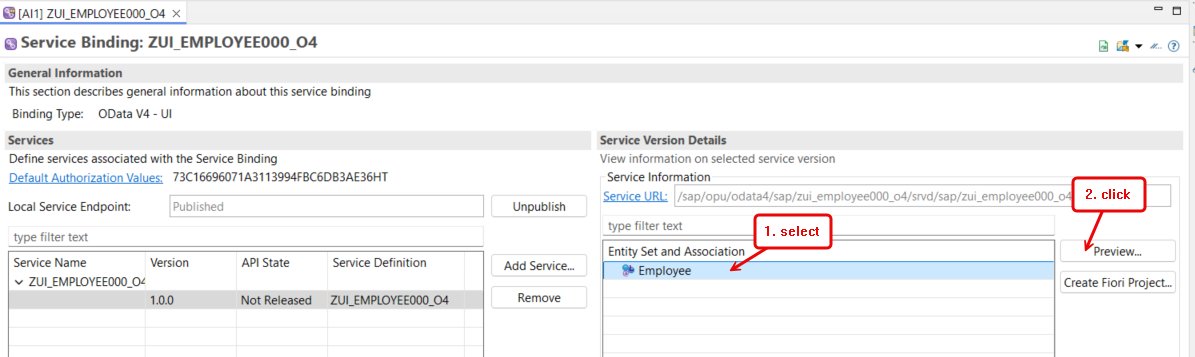 [AI1] ZUI_EMPLOYEE000_O4
Service Binding: ZUI_EMPLOYEE000_O4
General Information
This section describes general information about this service binding
Binding Type: OData V4 - UI
Services
Define services associated with the Service Binding
Default Authorization Values: 73C16696071A3113994FBC6DB3AE36HT
Local Service Endpoint: Published Unpublish
type filter text
Service Name Version API State Service Definition
ZUI_EMPLOYEE000_O4
1.0.0 Not Released ZUI_EMPLOYEE000_O4
Add Service...
Remove
Service Version Details
View information on selected service version
Service Information
Service URL: /sap/opu/odata4/sap/zui_employee000_o4/srvd/sap/zui_employee000_o4
2. click
type filter text
1. select
Entity Set and Association
Employee
Preview...
Create Fiori Project...